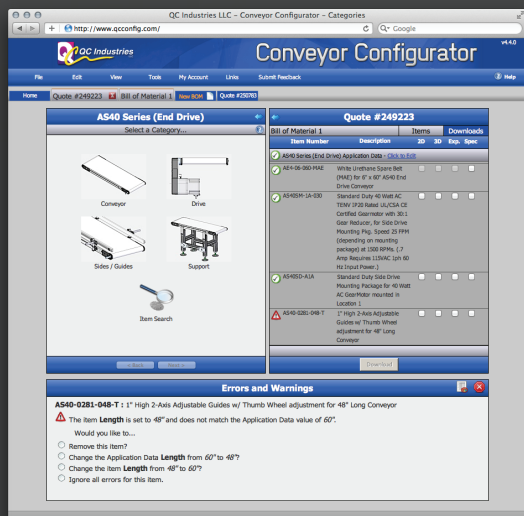 QC Industries LLC - Conveyor Configurator - Categories
http://www.qcconfig.com/
Google
QC Industries
Conveyor Configurator
v4.4.0
File Edit View Tools My Account Links Submit Feedback Help
Home Quote #249223 Bill of Material 1 New BOM Quote #250783
AS40 Series (End Drive)
Select a Category...
Conveyor
Drive
Sides / Guides
Support
Item Search
< Back Next >
Quote #249223
Bill of Material 1 Items Downloads
Item Number Description 2D 3D Exp. Spec
AS40 Series (End Drive) Application Data - Click to Edit
AE4-06-060-MAE White Urethane Spare Belt
(MAE) for 6" x 60" AS40 End
Drive Conveyor
AS405M-1A-030 Standard Duty 40 Watt AC
TENV IP20 Rated UL/CSA CE
Certified Gearmotor with 30:1
Gear Reducer, for Side Drive
Mounting Pkg. Speed 25 FPM
(depending on mounting
package) at 1500 RPMs. (.7
Amp Requires 115VAC 1ph 60
Hz Input Power.)
AS405D-A1A Standard Duty Side Drive
Mounting Package for 40 Watt
AC GearMotor mounted in
Location 1
AS40-0281-048-T 1" High 2-Axis Adjustable
Guides w/ Thumb Wheel
adjustment for 48" Long
Conveyor
Download
Errors and Warnings
AS40-0281-048-T : 1" High 2-Axis Adjustable Guides w/ Thumb Wheel adjustment for 48" Long Conveyor
The item Length is set to 48" and does not match the Application Data value of 60".
Would you like to...
Remove this item?
Change the Application Data Length from 60" to 48"?
Change the item Length from 48" to 60"?
Ignore all errors for this item.